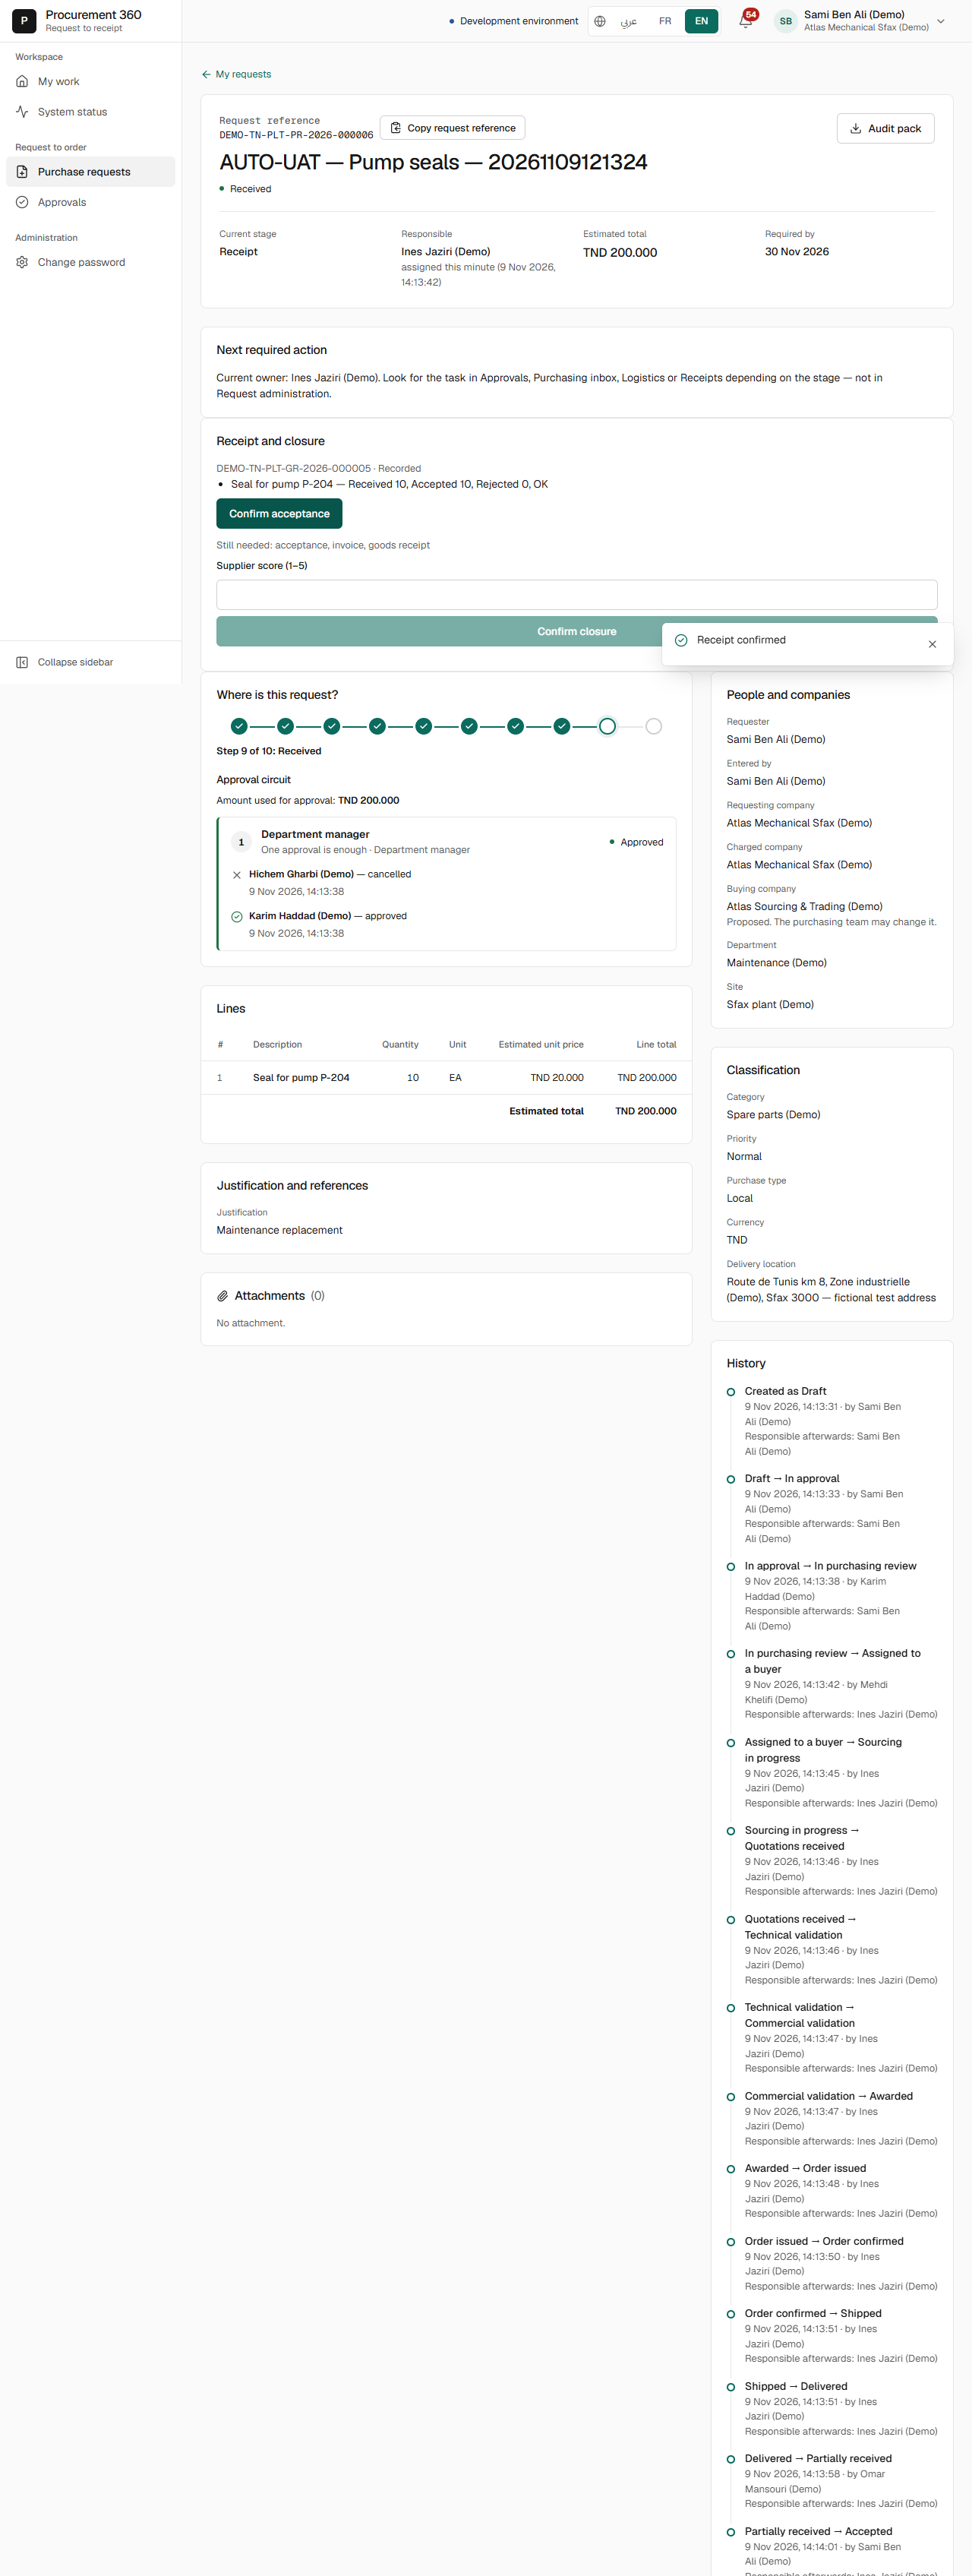 P
Procurement 360
Request to receipt
Development environment
عربي
FR
EN
54
SB
Sami Ben Ali (Demo)
Atlas Mechanical Sfax (Demo)
Workspace
My work
System status
Request to order
Purchase requests
Approvals
Administration
Change password
Collapse sidebar
My requests
Request reference
DEMO-TN-PLT-PR-2026-000006
Copy request reference
Audit pack
AUTO-UAT — Pump seals — 20261109121324
Received
Current stage
Receipt
Responsible
Ines Jaziri (Demo)
assigned this minute (9 Nov 2026,
14:13:42)
Estimated total
TND 200.000
Required by
30 Nov 2026
Next required action
Current owner: Ines Jaziri (Demo). Look for the task in Approvals, Purchasing inbox, Logistics or Receipts depending on the stage — not in
Request administration.
Receipt and closure
DEMO-TN-PLT-GR-2026-000005 · Recorded
Seal for pump P-204 — Received 10, Accepted 10, Rejected 0, OK
Confirm acceptance
Still needed: acceptance, invoice, goods receipt
Supplier score (1–5)
Confirm closure
Receipt confirmed
Where is this request?
Step 9 of 10: Received
Approval circuit
Amount used for approval: TND 200.000
1
Department manager
One approval is enough · Department manager
Approved
Hichem Gharbi (Demo) — cancelled
9 Nov 2026, 14:13:38
Karim Haddad (Demo) — approved
9 Nov 2026, 14:13:38
Lines
# Description Quantity Unit Estimated unit price Line total
1 Seal for pump P-204 10 EA TND 20.000 TND 200.000
Estimated total TND 200.000
Justification and references
Justification
Maintenance replacement
Attachments (0)
No attachment.
People and companies
Requester
Sami Ben Ali (Demo)
Entered by
Sami Ben Ali (Demo)
Requesting company
Atlas Mechanical Sfax (Demo)
Charged company
Atlas Mechanical Sfax (Demo)
Buying company
Atlas Sourcing & Trading (Demo)
Proposed. The purchasing team may change it.
Department
Maintenance (Demo)
Site
Sfax plant (Demo)
Classification
Category
Spare parts (Demo)
Priority
Normal
Purchase type
Local
Currency
TND
Delivery location
Route de Tunis km 8, Zone industrielle
(Demo), Sfax 3000 — fictional test address
History
Created as Draft
9 Nov 2026, 14:13:31 · by Sami Ben
Ali (Demo)
Responsible afterwards: Sami Ben
Ali (Demo)
Draft → In approval
9 Nov 2026, 14:13:33 · by Sami Ben
Ali (Demo)
Responsible afterwards: Sami Ben
Ali (Demo)
In approval → In purchasing review
9 Nov 2026, 14:13:38 · by Karim
Haddad (Demo)
Responsible afterwards: Sami Ben
Ali (Demo)
In purchasing review → Assigned to
a buyer
9 Nov 2026, 14:13:42 · by Mehdi
Khelifi (Demo)
Responsible afterwards: Ines Jaziri (Demo)
Assigned to a buyer → Sourcing
in progress
9 Nov 2026, 14:13:45 · by Ines
Jaziri (Demo)
Responsible afterwards: Ines Jaziri (Demo)
Sourcing in progress →
Quotations received
9 Nov 2026, 14:13:46 · by Ines
Jaziri (Demo)
Responsible afterwards: Ines Jaziri (Demo)
Quotations received →
Technical validation
9 Nov 2026, 14:13:46 · by Ines
Jaziri (Demo)
Responsible afterwards: Ines Jaziri (Demo)
Technical validation →
Commercial validation
9 Nov 2026, 14:13:47 · by Ines
Jaziri (Demo)
Responsible afterwards: Ines Jaziri (Demo)
Commercial validation → Awarded
9 Nov 2026, 14:13:47 · by Ines
Jaziri (Demo)
Responsible afterwards: Ines Jaziri (Demo)
Awarded → Order issued
9 Nov 2026, 14:13:48 · by Ines
Jaziri (Demo)
Responsible afterwards: Ines Jaziri (Demo)
Order issued → Order confirmed
9 Nov 2026, 14:13:50 · by Ines
Jaziri (Demo)
Responsible afterwards: Ines Jaziri (Demo)
Order confirmed → Shipped
9 Nov 2026, 14:13:51 · by Ines
Jaziri (Demo)
Responsible afterwards: Ines Jaziri (Demo)
Shipped → Delivered
9 Nov 2026, 14:13:51 · by Ines
Jaziri (Demo)
Responsible afterwards: Ines Jaziri (Demo)
Delivered → Partially received
9 Nov 2026, 14:13:58 · by Omar
Mansouri (Demo)
Responsible afterwards: Ines Jaziri (Demo)
Partially received → Accepted
9 Nov 2026, 14:14:01 · by Sami Ben
Ali (Demo)